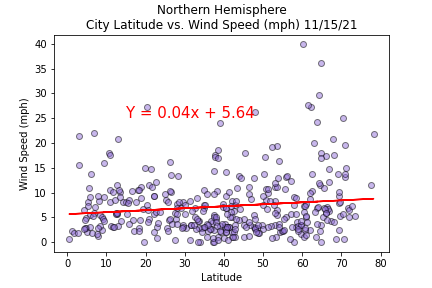 Northern Hemisphere
City Latitude vs. Wind Speed (mph) 11/15/21
40
35
30
25
20
15
10
5
0
Wind Speed (mph)
Y = 0.04x + 5.64
0 10 20 30 40 50 60 70 80
Latitude